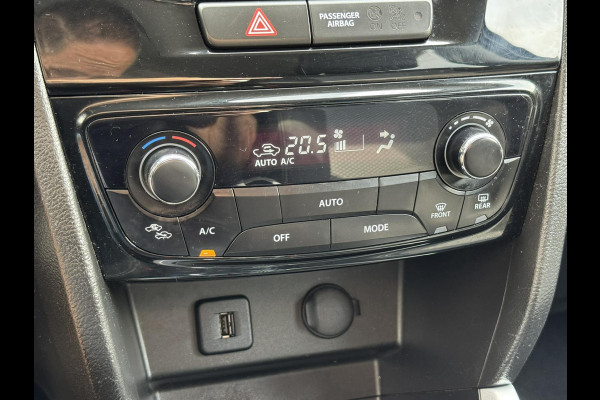 PASSENGER
AIRBAG
20.5
AUTO A/C
AUTO
A/C
OFF
MODE
FRONT
REAR